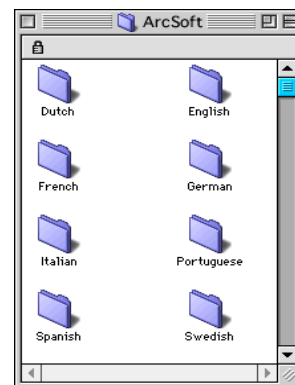 ArcSoft
Dutch English
French German
Italian Portuguese
Spanish Swedish